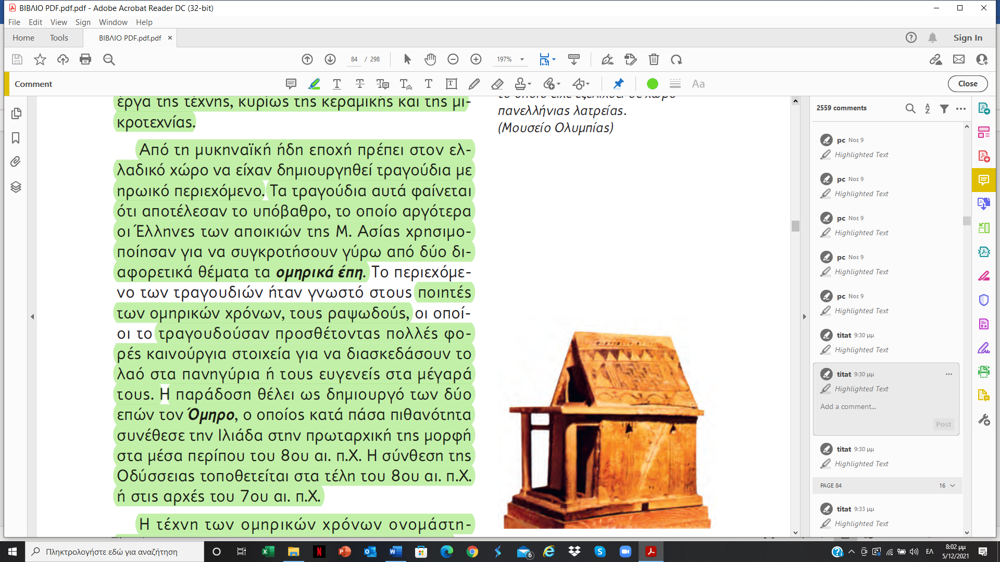 ΒΙΒΛΙΟ PDF.pdf.pdf - Adobe Acrobat Reader DC (32-bit)
File Edit View Sign Window Help
Home Tools ΒΙΒΛΙΟ PDF.pdf.pdf × Sign In
84 / 298 197%
Comment Aa Close
έργα της τέχνης, κυρίως της κεραμικής και της μι-
κροτεχνίας.
Από τη μυκηναϊκή ήδη εποχή πρέπει στον ελ-
λαδικό χώρο να είχαν δημιουργηθεί τραγούδια με
ηρωικό περιεχόμενο. Τα τραγούδια αυτά φαίνεται
ότι αποτέλεσαν το υπόβαθρο, το οποίο αργότερα
οι Έλληνες των αποικιών της Μ. Ασίας χρησιμο-
ποίησαν για να συγκροτήσουν γύρω από δύο δι-
αφορετικά θέματα τα ομηρικά έπη. Το περιεχόμε-
νο των τραγουδιών ήταν γνωστό στους ποιητές
των ομηρικών χρόνων, τους ραψωδούς, οι οποί-
οι το τραγουδούσαν προσθέτοντας πολλές φο-
ρές καινούργια στοιχεία για να διασκεδάσουν το
λαό στα πανηγύρια ή τους ευγενείς στα μέγαρά
τους. Η παράδοση θέλει ως δημιουργό των δύο
επών τον Όμηρο, ο οποίος κατά πάσα πιθανότητα
συνέθεσε την Ιλιάδα στην πρωταρχική της μορφή
στα μέσα περίπου του 8ου αι. π.Χ. Η σύνθεση της
Οδύσσειας τοποθετείται στα τέλη του 8ου αι. π.Χ.
ή στις αρχές του 7ου αι. π.Χ.
Η τέχνη των ομηρικών χρόνων ονομάστη-
το οποίο είχε εξελιχθεί σε χώρο
πανελλήνιας λατρείας.
(Μουσείο Ολυμπίας)
2559 comments
pc Νοε 9
Highlighted Text
pc Νοε 9
Highlighted Text
pc Νοε 9
Highlighted Text
pc Νοε 9
Highlighted Text
pc Νοε 9
Highlighted Text
titat 9:30 μμ
Highlighted Text
titat 9:30 μμ
Highlighted Text
Add a comment...
Post
titat 9:30 μμ
Highlighted Text
PAGE 84 16
titat 9:33 μμ
Highlighted Text
Πληκτρολογήστε εδώ για αναζήτηση
6
ΕΛ
8:02 μμ
5/12/2021